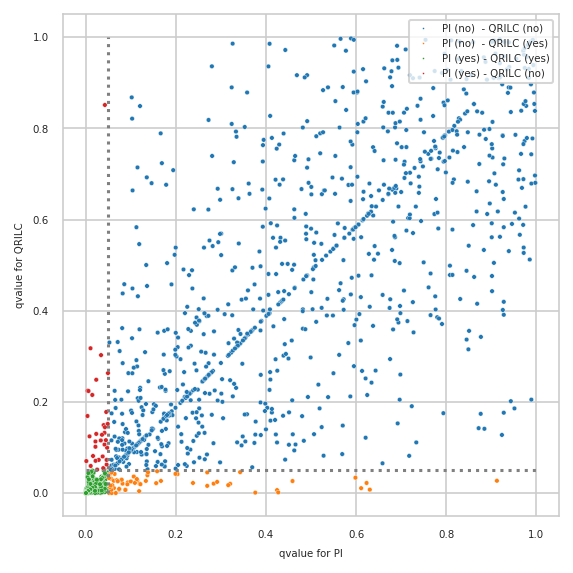 1.0
0.8
0.6
0.4
0.2
0.0
qvalue for QRILC
PI (no) - QRILC (no)
PI (no) - QRILC (yes)
PI (yes) - QRILC (yes)
PI (yes) - QRILC (no)
0.0 0.2 0.4 0.6 0.8 1.0
qvalue for PI